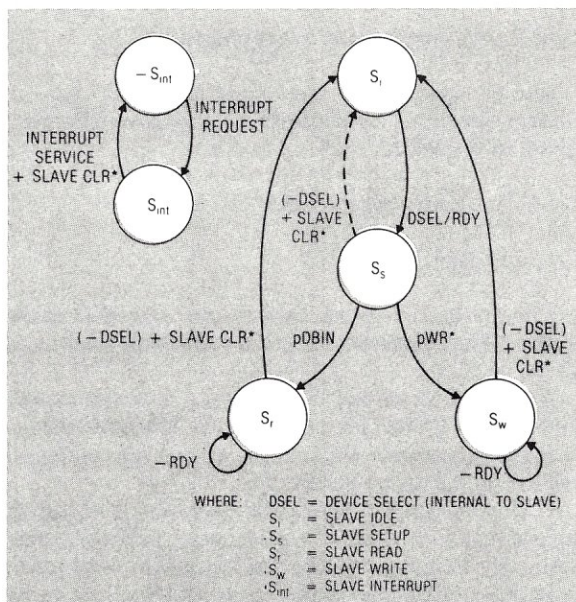 − S_int
S_i
INTERRUPT
REQUEST
INTERRUPT
SERVICE
+ SLAVE CLR*
S_int
(−DSEL)
+ SLAVE
CLR*
DSEL/RDY
S_s
(−DSEL) + SLAVE CLR*
pDBIN
pWR*
(−DSEL)
+ SLAVE
CLR*
S_r
S_w
−RDY
−RDY
WHERE: DSEL = DEVICE SELECT (INTERNAL TO SLAVE)
S_i = SLAVE IDLE
S_s = SLAVE SETUP
S_r = SLAVE READ
S_w = SLAVE WRITE
S_int = SLAVE INTERRUPT